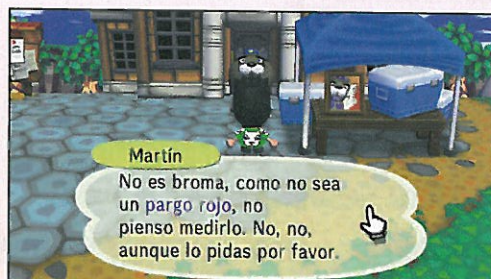 Martín
No es broma, como no sea
un pargo rojo, no
pienso medirlo. No, no,
aunque lo pidas por favor.